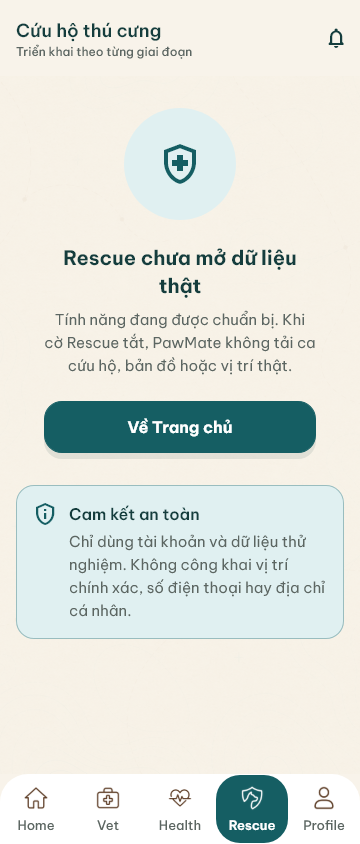 Cứu hộ thú cưng
Triển khai theo từng giai đoạn
Rescue chưa mở dữ liệu
thật
Tính năng đang được chuẩn bị. Khi
cờ Rescue tắt, PawMate không tải ca
cứu hộ, bản đồ hoặc vị trí thật.
Về Trang chủ
Cam kết an toàn
Chỉ dùng tài khoản và dữ liệu thử
nghiệm. Không công khai vị trí
chính xác, số điện thoại hay địa chỉ
cá nhân.
Home
Vet
Health
Rescue
Profile